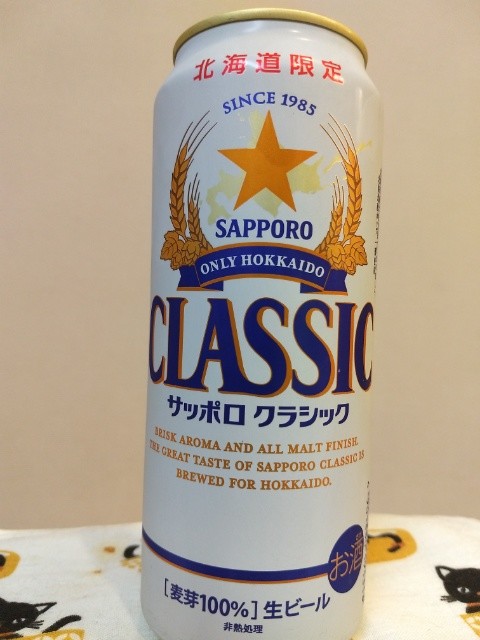 北海道限定
SINCE 1985
SAPPORO
ONLY HOKKAIDO
CLASSIC
サッポロ クラシック
BRISK AROMA AND ALL MALT FINISH.
THE GREAT TASTE OF SAPPORO CLASSIC IS
BREWED FOR HOKKAIDO.
お酒
[麦芽100%]生ビール
非熱処理